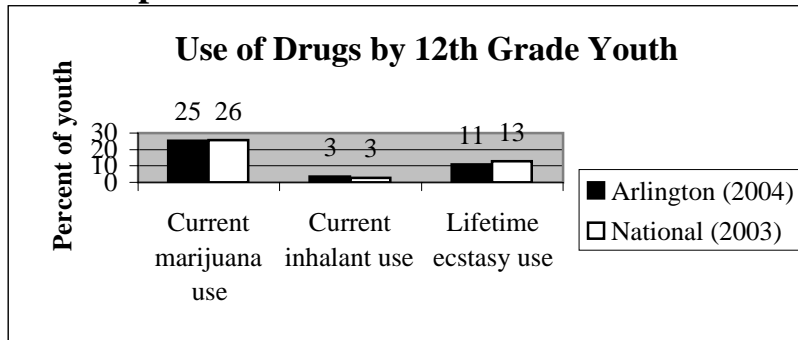 Use of Drugs by 12th Grade Youth
Percent of youth
30
20
10
0
25 26
3 3
11 13
Current marijuana use
Current inhalant use
Lifetime ecstasy use
Arlington (2004)
National (2003)